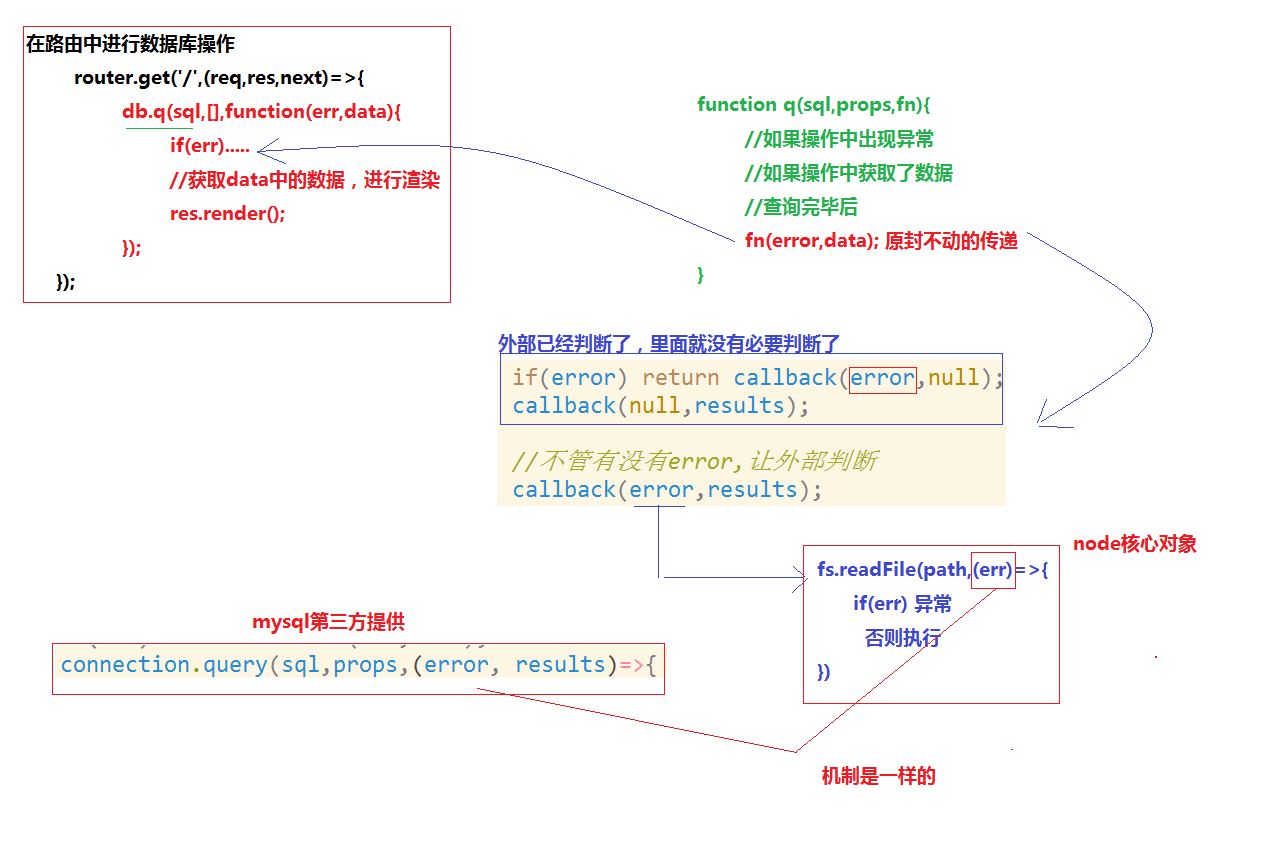 在路由中进行数据库操作
router.get('/',(req,res,next)=>{
db.q(sql,[],function(err,data){
if(err).....
//获取data中的数据，进行渲染
res.render();
});
});
function q(sql,props,fn){
//如果操作中出现异常
//如果操作中获取了数据
//查询完毕后
fn(error,data); 原封不动的传递
}
外部已经判断了，里面就没有必要判断了
if(error) return callback(error,null);
callback(null,results);
//不管有没有error,让外部判断
callback(error,results);
node核心对象
fs.readFile(path,(err)=>{
if(err) 异常
否则执行
})
mysql第三方提供
connection.query(sql,props,(error, results)=>{
机制是一样的